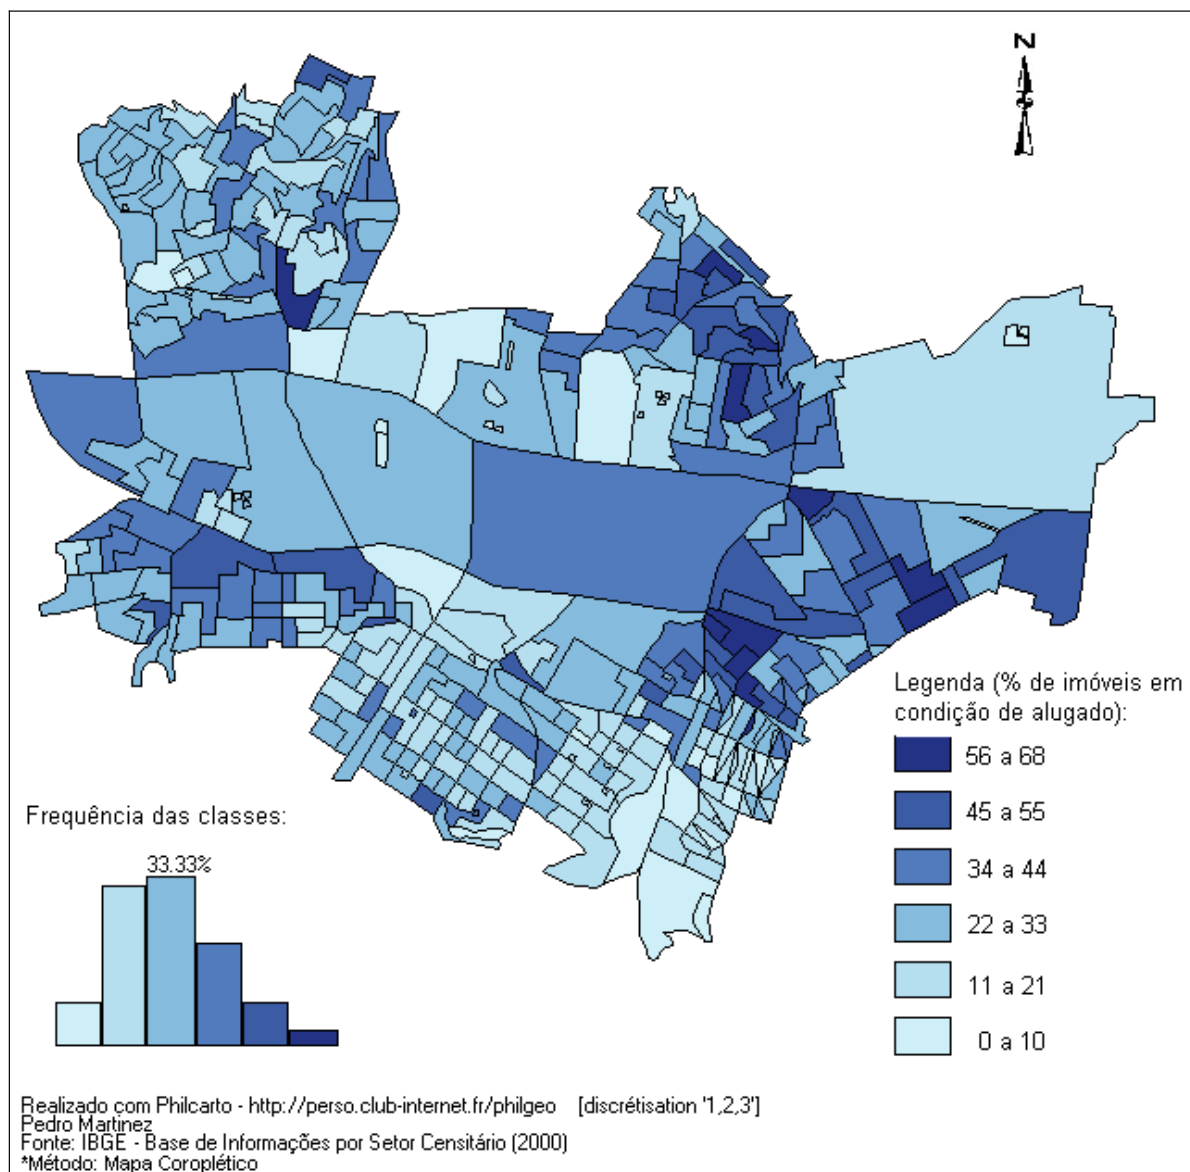 N
Legenda (% de imóveis em
condição de alugado):
56 a 68
45 a 55
34 a 44
22 a 33
11 a 21
0 a 10
Frequência das classes:
33.33%
Realizado com Philcarto - http://perso.club-internet.fr/philgeo [discrétisation '1,2,3']
Pedro Martinez
Fonte: IBGE - Base de Informações por Setor Censitário (2000)
*Método: Mapa Coroplético